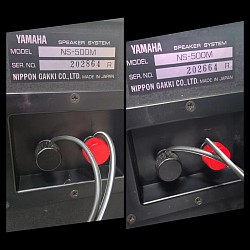 YAMAHA SPEAKER SYSTEM
MODEL NS-500M
SER. NO. 202864 R
NIPPON GAKKI CO., LTD. MADE IN JAPAN
YAMAHA SPEAKER SYSTEM
MODEL NS-500M
SER. NO. 202664 R
NIPPON GAKKI CO., LTD. MADE IN JAPAN